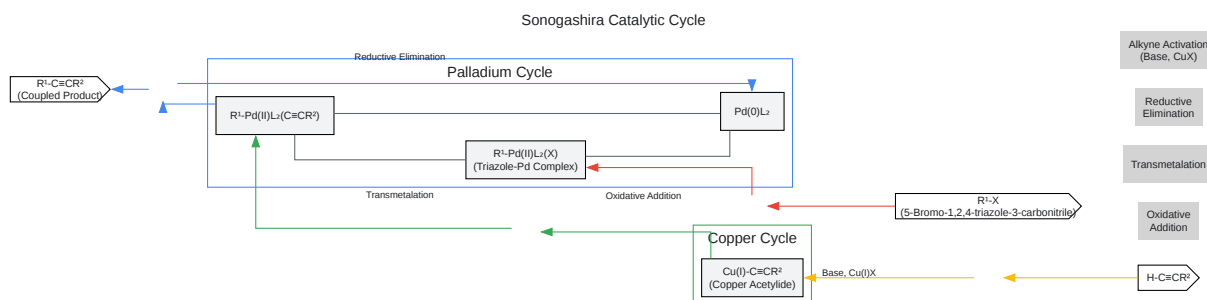 Sonogashira Catalytic Cycle
Alkyne Activation
(Base, CuX)
Reductive Elimination
Palladium Cycle
R¹-C≡CR²
(Coupled Product)
R¹-Pd(II)L₂(C≡CR²)
Pd(0)L₂
Reductive
Elimination
R¹-Pd(II)L₂(X)
(Triazole-Pd Complex)
Transmetalation
Transmetalation
Oxidative Addition
R¹-X
(5-Bromo-1,2,4-triazole-3-carbonitrile)
Oxidative
Addition
Copper Cycle
Cu(I)-C≡CR²
(Copper Acetylide)
Base, Cu(I)X
H-C≡CR²